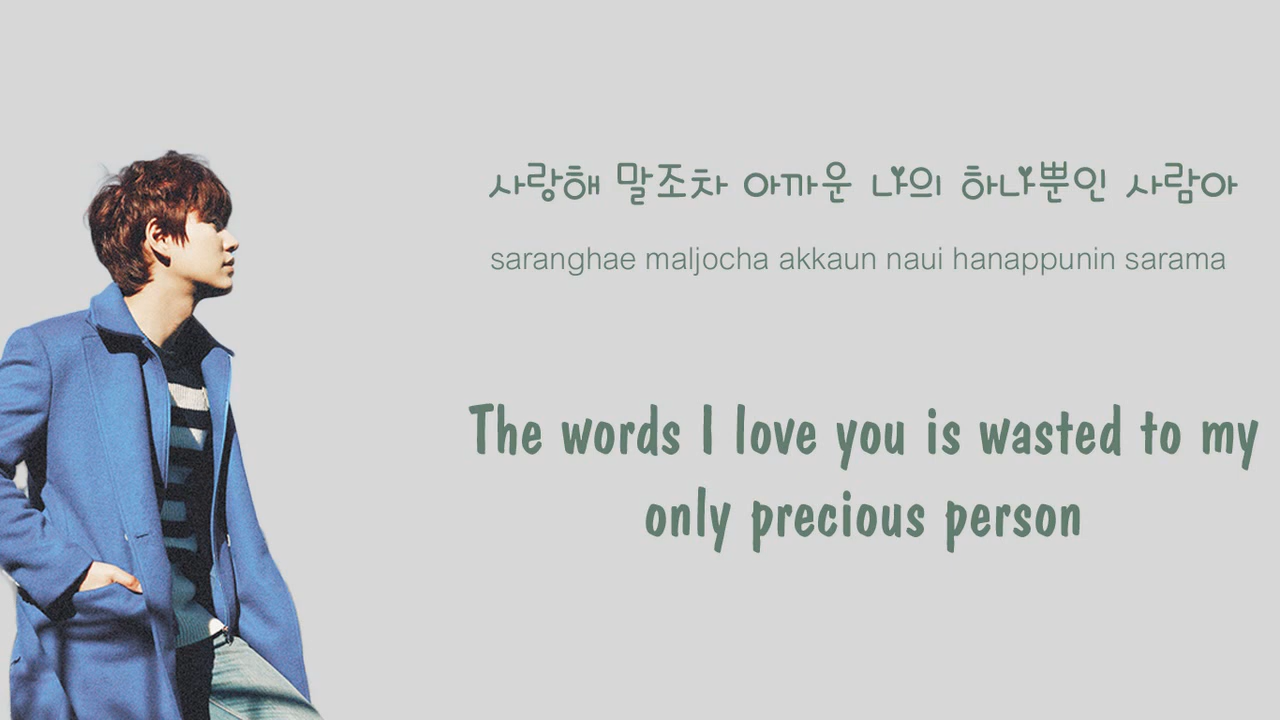 사랑해 말조차 아까운 나의 하나뿐인 사람아
saranghae maljocha akkaun naui hanappunin sarama
The words I love you is wasted to my
only precious person